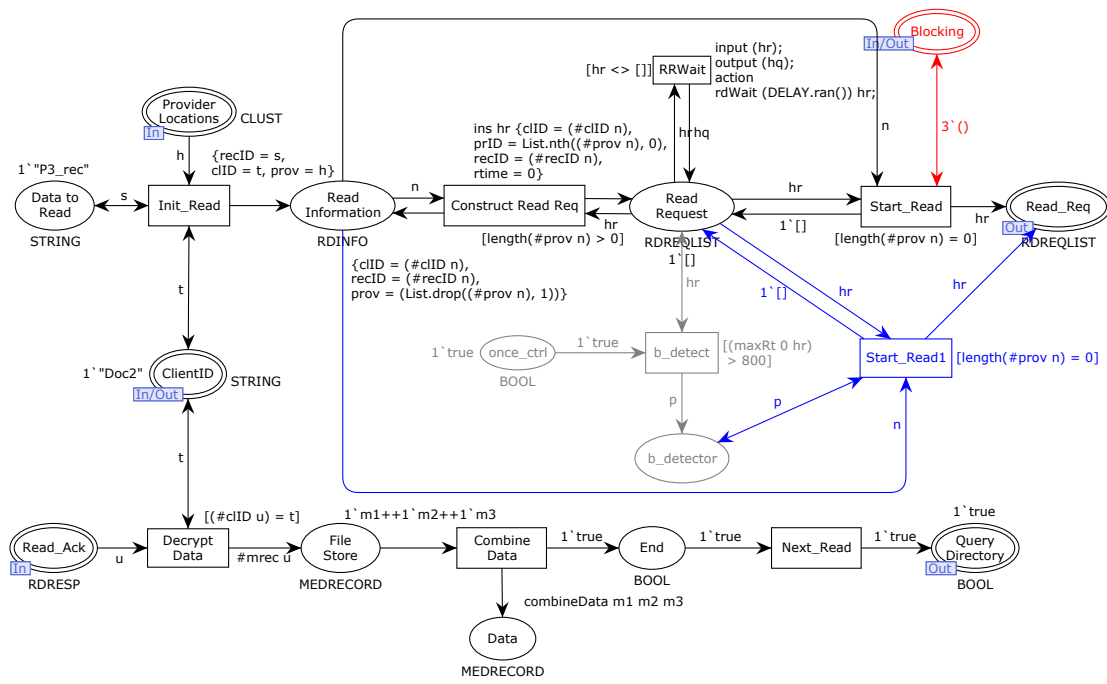 Blocking
In/Out
n
3`()
input (hr);
output (hq);
action
rdWait (DELAY.ran()) hr;
[hr <> []]
RRWait
hr
hq
Provider
Locations
In
CLUST
h
1`"P3_rec"
Data to
Read
STRING
s
Init_Read
{recID = s,
clID = t, prov = h}
Read
Information
RDINFO
n
ins hr {clID = (#clID n),
prID = List.nth((#prov n), 0),
recID = (#recID n),
rtime = 0}
Construct Read Req
[length(#prov n) > 0]
hr
Read
Request
RDREQLIST
1`[]
hr
1`[]
Start_Read
[length(#prov n) = 0]
hr
Read_Req
Out
RDREQLIST
{clID = (#clID n),
recID = (#recID n),
prov = (List.drop((#prov n), 1))}
t
hr
1`[]
hr
hr
1`true
once_ctrl
BOOL
1`true
b_detect
[(maxRt 0 hr)
> 800]
Start_Read1
[length(#prov n) = 0]
1`"Doc2"
ClientID
In/Out
STRING
p
p
n
b_detector
t
Read_Ack
In
RDRESP
u
[(#clID u) = t]
Decrypt
Data
#mrec u
File
Store
MEDRECORD
1`m1++1`m2++1`m3
Combine
Data
1`true
End
BOOL
1`true
Next_Read
1`true
1`true
Query
Directory
Out
BOOL
combineData m1 m2 m3
Data
MEDRECORD